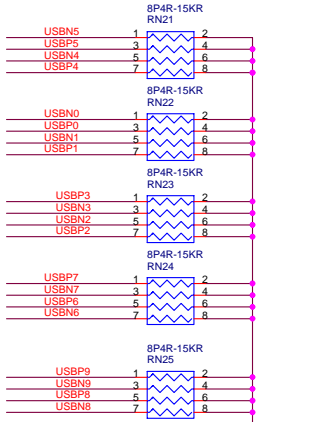 8P4R-15KR
RN21
USBN5 1 2
USBP5 3 4
USBN4 5 6
USBP4 7 8
8P4R-15KR
RN22
USBN0 1 2
USBP0 3 4
USBN1 5 6
USBP1 7 8
8P4R-15KR
RN23
USBP3 1 2
USBN3 3 4
USBN2 5 6
USBP2 7 8
8P4R-15KR
RN24
USBP7 1 2
USBN7 3 4
USBP6 5 6
USBN6 7 8
8P4R-15KR
RN25
USBP9 1 2
USBN9 3 4
USBP8 5 6
USBN8 7 8